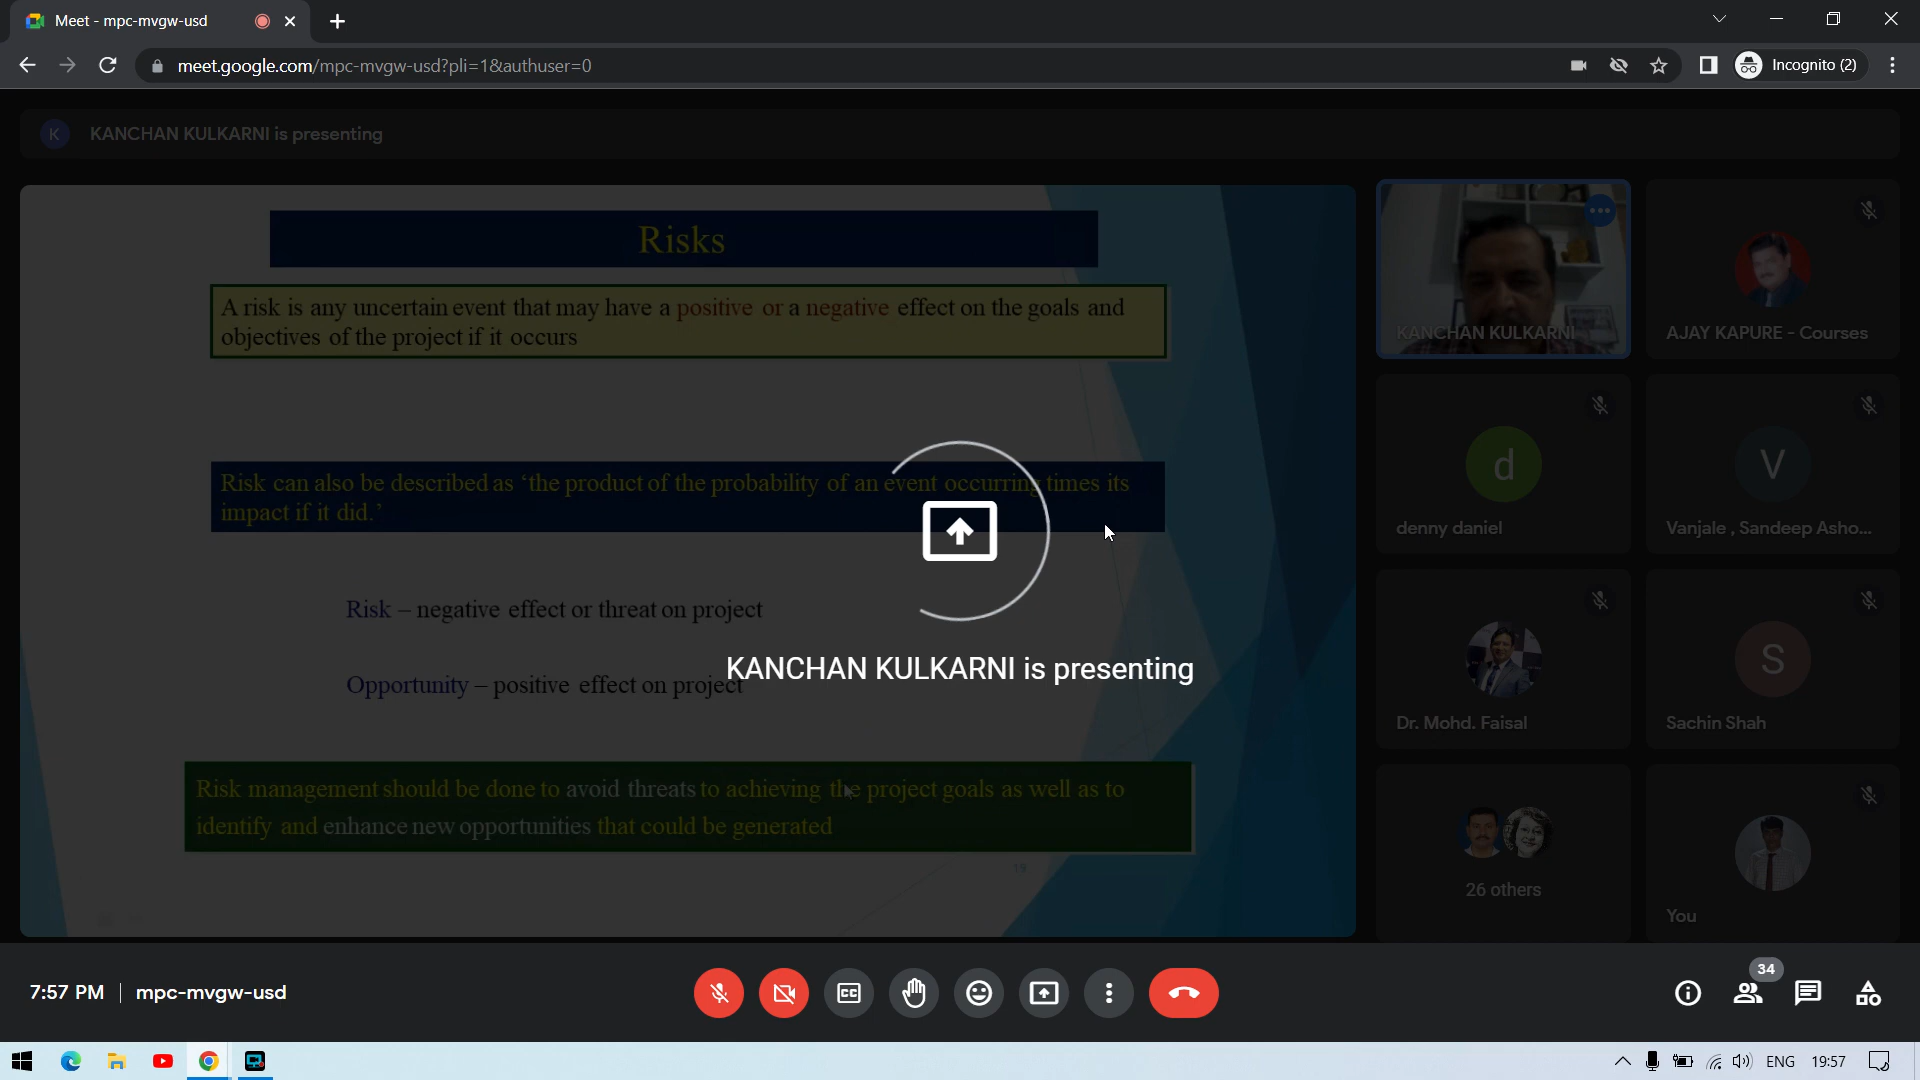 Meet - mpc-mvgw-usd
meet.google.com/mpc-mvgw-usd?pli=1&authuser=0
Incognito (2)
K
KANCHAN KULKARNI is presenting
Risks
A risk is any uncertain event that may have a positive or a negative effect on the goals and
objectives of the project if it occurs
Risk can also be described as ‘the product of the probability of an event occurring times its
impact if it did.’
Risk – negative effect or threat on project
Opportunity – positive effect on project
Risk management should be done to avoid threats to achieving the project goals as well as to
identify and enhance new opportunities that could be generated
19
KANCHAN KULKARNI is presenting
KANCHAN KULKARNI
AJAY KAPURE - Courses
d
denny daniel
V
Vanjale , Sandeep Asho...
Dr. Mohd. Faisal
S
Sachin Shah
26 others
You
7:57 PM | mpc-mvgw-usd
CC
34
ENG
19:57